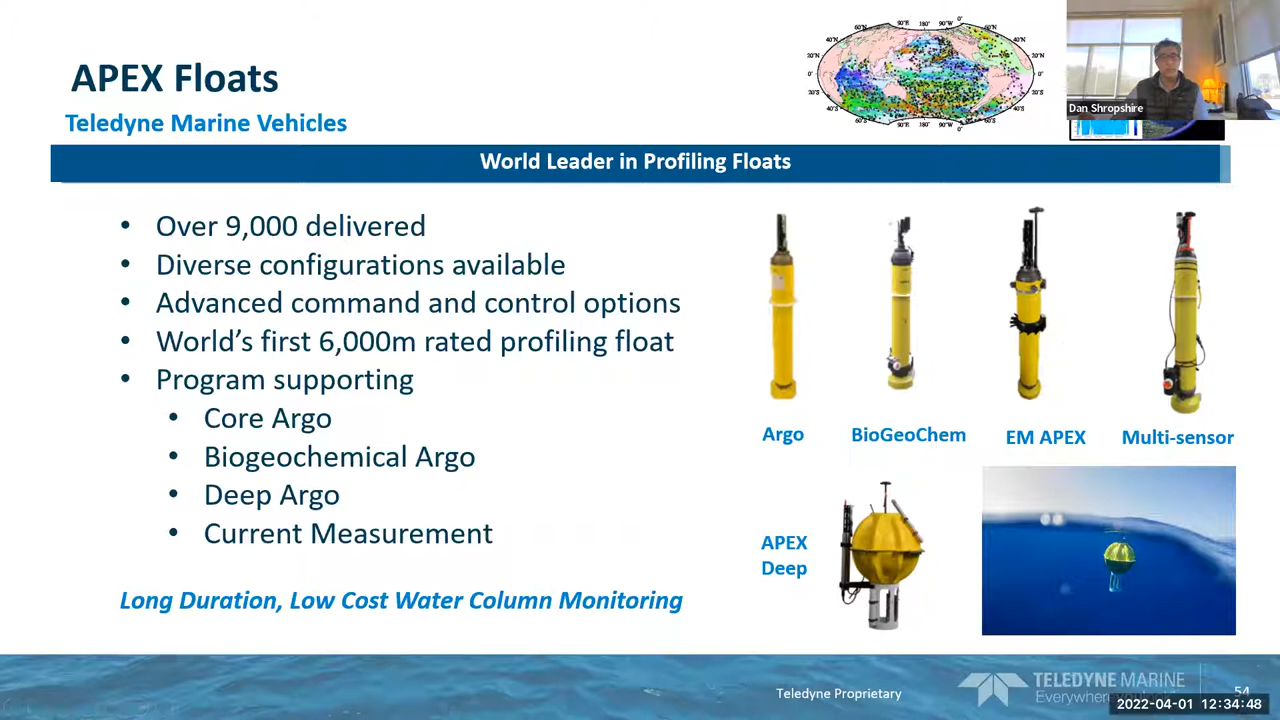 APEX Floats
Teledyne Marine Vehicles
Dan Shropshire
World Leader in Profiling Floats
• Over 9,000 delivered
• Diverse configurations available
• Advanced command and control options
• World's first 6,000m rated profiling float
• Program supporting
• Core Argo
• Biogeochemical Argo
• Deep Argo
• Current Measurement
Long Duration, Low Cost Water Column Monitoring
Argo
BioGeoChem
EM APEX
Multi-sensor
APEX
Deep
Teledyne Proprietary
TELEDYNE MARINE
54
2022-04-01 12:34:48